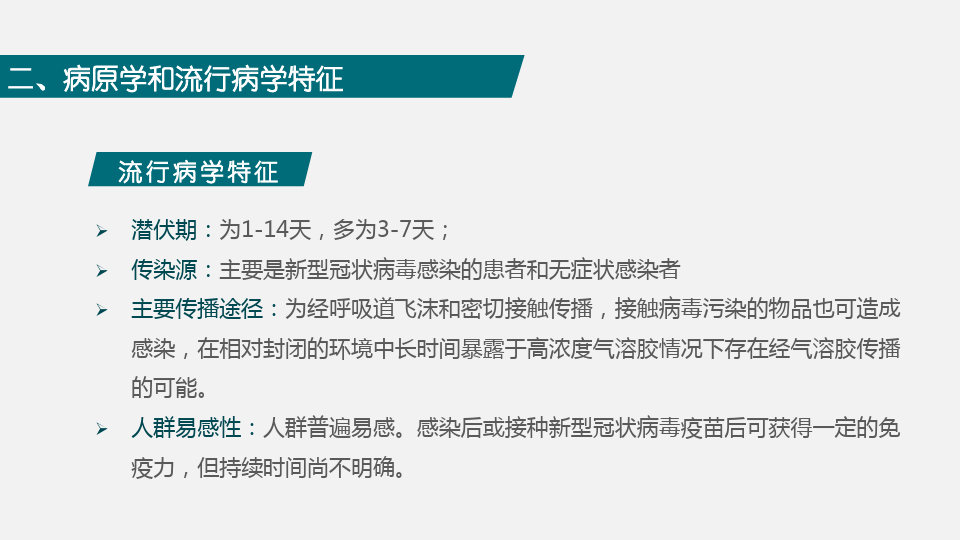 二、病原学和流行病学特征
流行病学特征
潜伏期：为1-14天，多为3-7天；
传染源：主要是新型冠状病毒感染的患者和无症状感染者
主要传播途径：为经呼吸道飞沫和密切接触传播，接触病毒污染的物品也可造成
感染，在相对封闭的环境中长时间暴露于高浓度气溶胶情况下存在经气溶胶传播
的可能。
人群易感性：人群普遍易感。感染后或接种新型冠状病毒疫苗后可获得一定的免
疫力，但持续时间尚不明确。